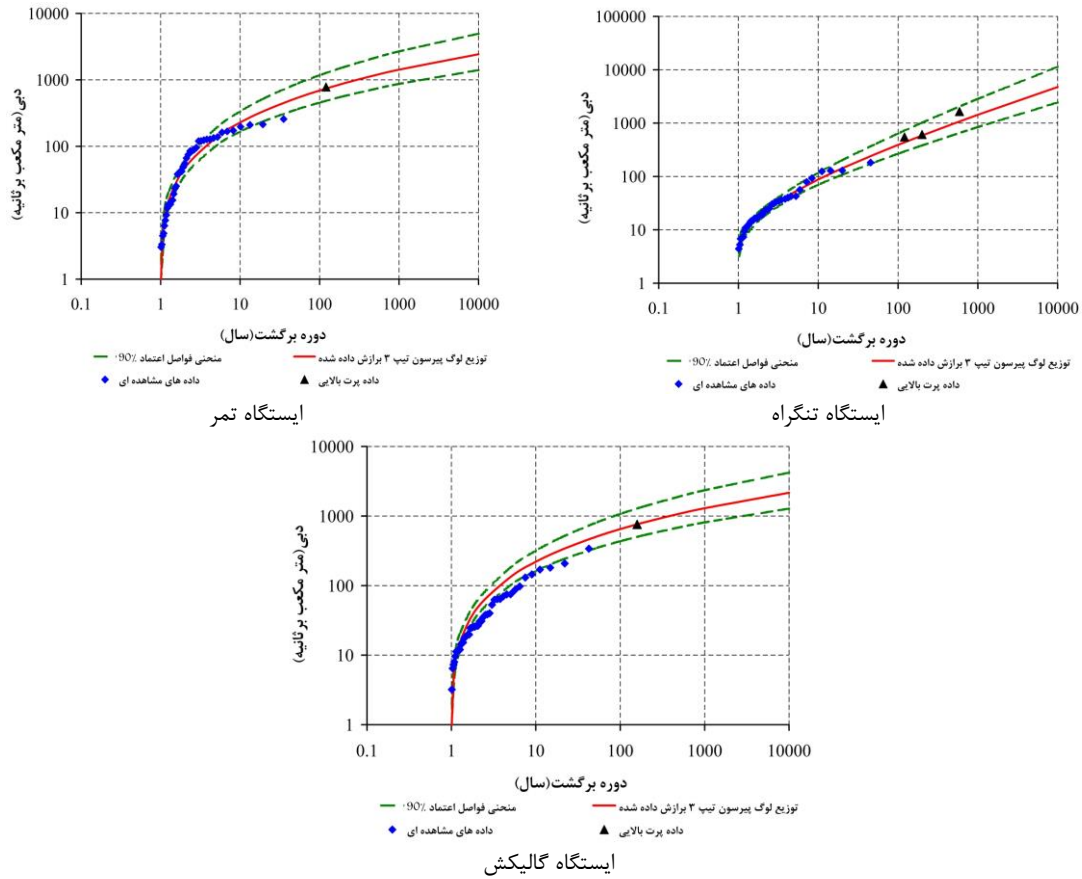 10000
1000
100
10
1
0.1 1 10 100 1000 10000
دبی(متر مکعب بر ثانیه)
دوره برگشت(سال)
توزیع لوگ پیرسون تیپ ۳ برازش داده شده
منحنی فواصل اعتماد 90%
داده پرت بالایی
داده های مشاهده ای
ایستگاه تمر
100000
10000
1000
100
10
1
0.1 1 10 100 1000 10000
دبی(متر مکعب بر ثانیه)
دوره برگشت(سال)
توزیع لوگ پیرسون تیپ ۳ برازش داده شده
منحنی فواصل اعتماد 90%
داده پرت بالایی
داده های مشاهده ای
ایستگاه تنگراه
10000
1000
100
10
1
0.1 1 10 100 1000 10000
دبی(متر مکعب بر ثانیه)
دوره برگشت(سال)
توزیع لوگ پیرسون تیپ ۳ برازش داده شده
منحنی فواصل اعتماد 90%
داده پرت بالایی
داده های مشاهده ای
ایستگاه گالیکش